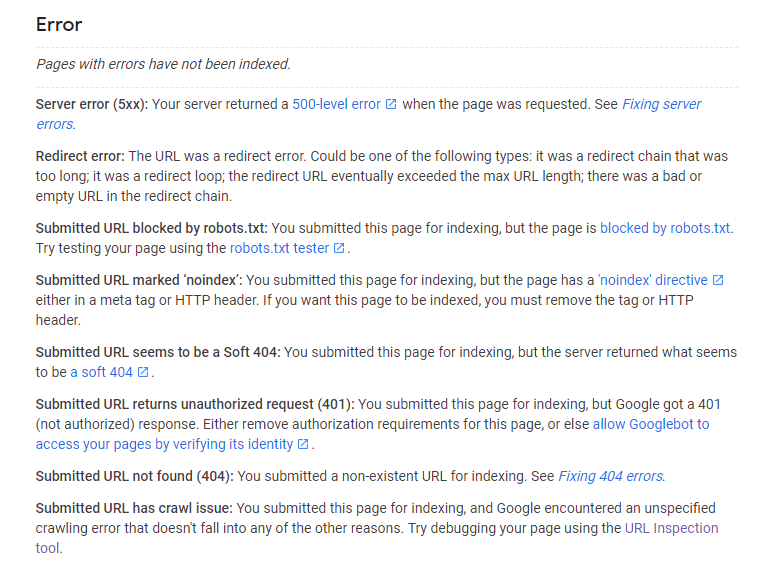 Error
Pages with errors have not been indexed.
Server error (5xx): Your server returned a 500-level error when the page was requested. See Fixing server
errors.
Redirect error: The URL was a redirect error. Could be one of the following types: it was a redirect chain that was
too long; it was a redirect loop; the redirect URL eventually exceeded the max URL length; there was a bad or
empty URL in the redirect chain.
Submitted URL blocked by robots.txt: You submitted this page for indexing, but the page is blocked by robots.txt.
Try testing your page using the robots.txt tester .
Submitted URL marked ‘noindex’: You submitted this page for indexing, but the page has a 'noindex' directive
either in a meta tag or HTTP header. If you want this page to be indexed, you must remove the tag or HTTP
header.
Submitted URL seems to be a Soft 404: You submitted this page for indexing, but the server returned what seems
to be a soft 404 .
Submitted URL returns unauthorized request (401): You submitted this page for indexing, but Google got a 401
(not authorized) response. Either remove authorization requirements for this page, or else allow Googlebot to
access your pages by verifying its identity .
Submitted URL not found (404): You submitted a non-existent URL for indexing. See Fixing 404 errors.
Submitted URL has crawl issue: You submitted this page for indexing, and Google encountered an unspecified
crawling error that doesn't fall into any of the other reasons. Try debugging your page using the URL Inspection
tool.